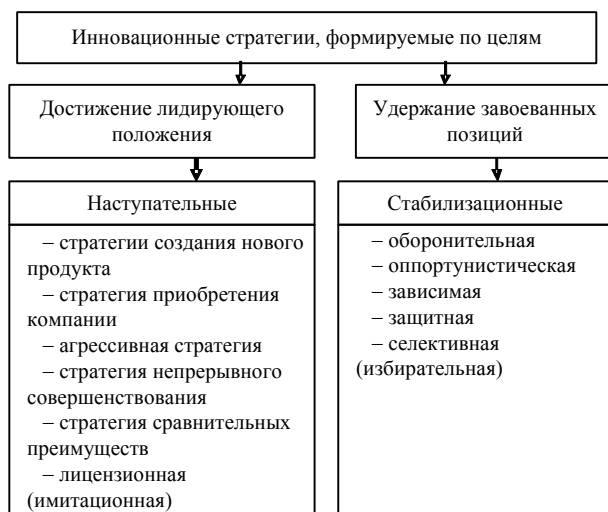 Инновационные стратегии, формируемые по целям
Достижение лидирующего
положения
Удержание завоеванных
позиций
Наступательные
– стратегии создания нового
продукта
– стратегия приобретения
компании
– агрессивная стратегия
– стратегия непрерывного
совершенствования
– стратегия сравнительных
преимуществ
– лицензионная
(имитационная)
Стабилизационные
– оборонительная
– оппортунистическая
– зависимая
– защитная
– селективная
(избирательная)